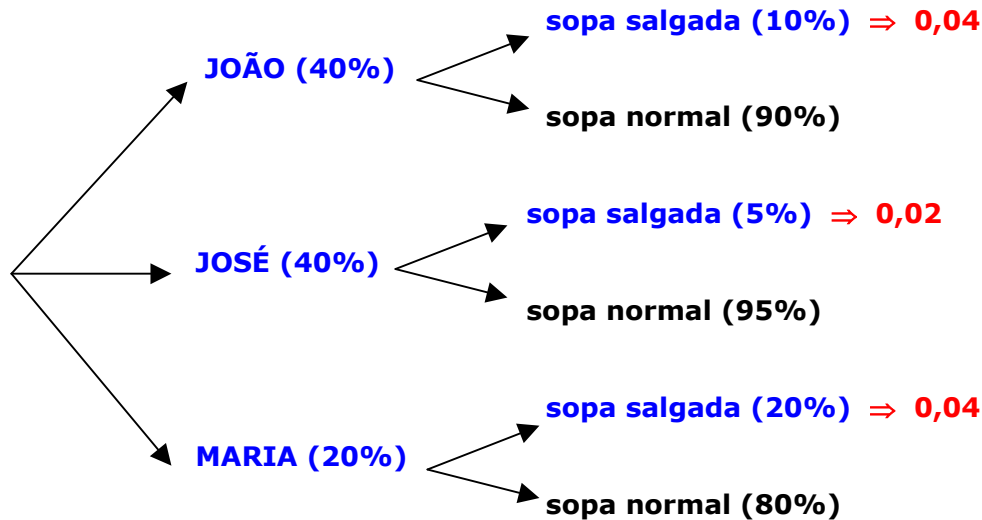 sopa salgada (10%) ⇒ 0,04
JOÃO (40%)
sopa normal (90%)
sopa salgada (5%) ⇒ 0,02
JOSÉ (40%)
sopa normal (95%)
sopa salgada (20%) ⇒ 0,04
MARIA (20%)
sopa normal (80%)